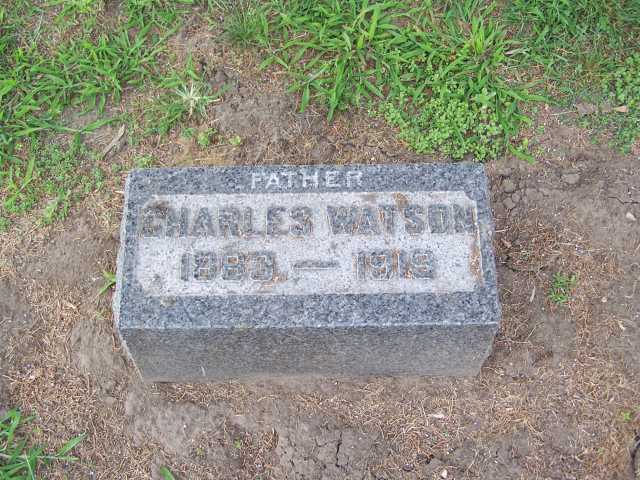 FATHER
CHARLES WATSON
1883 — 1919